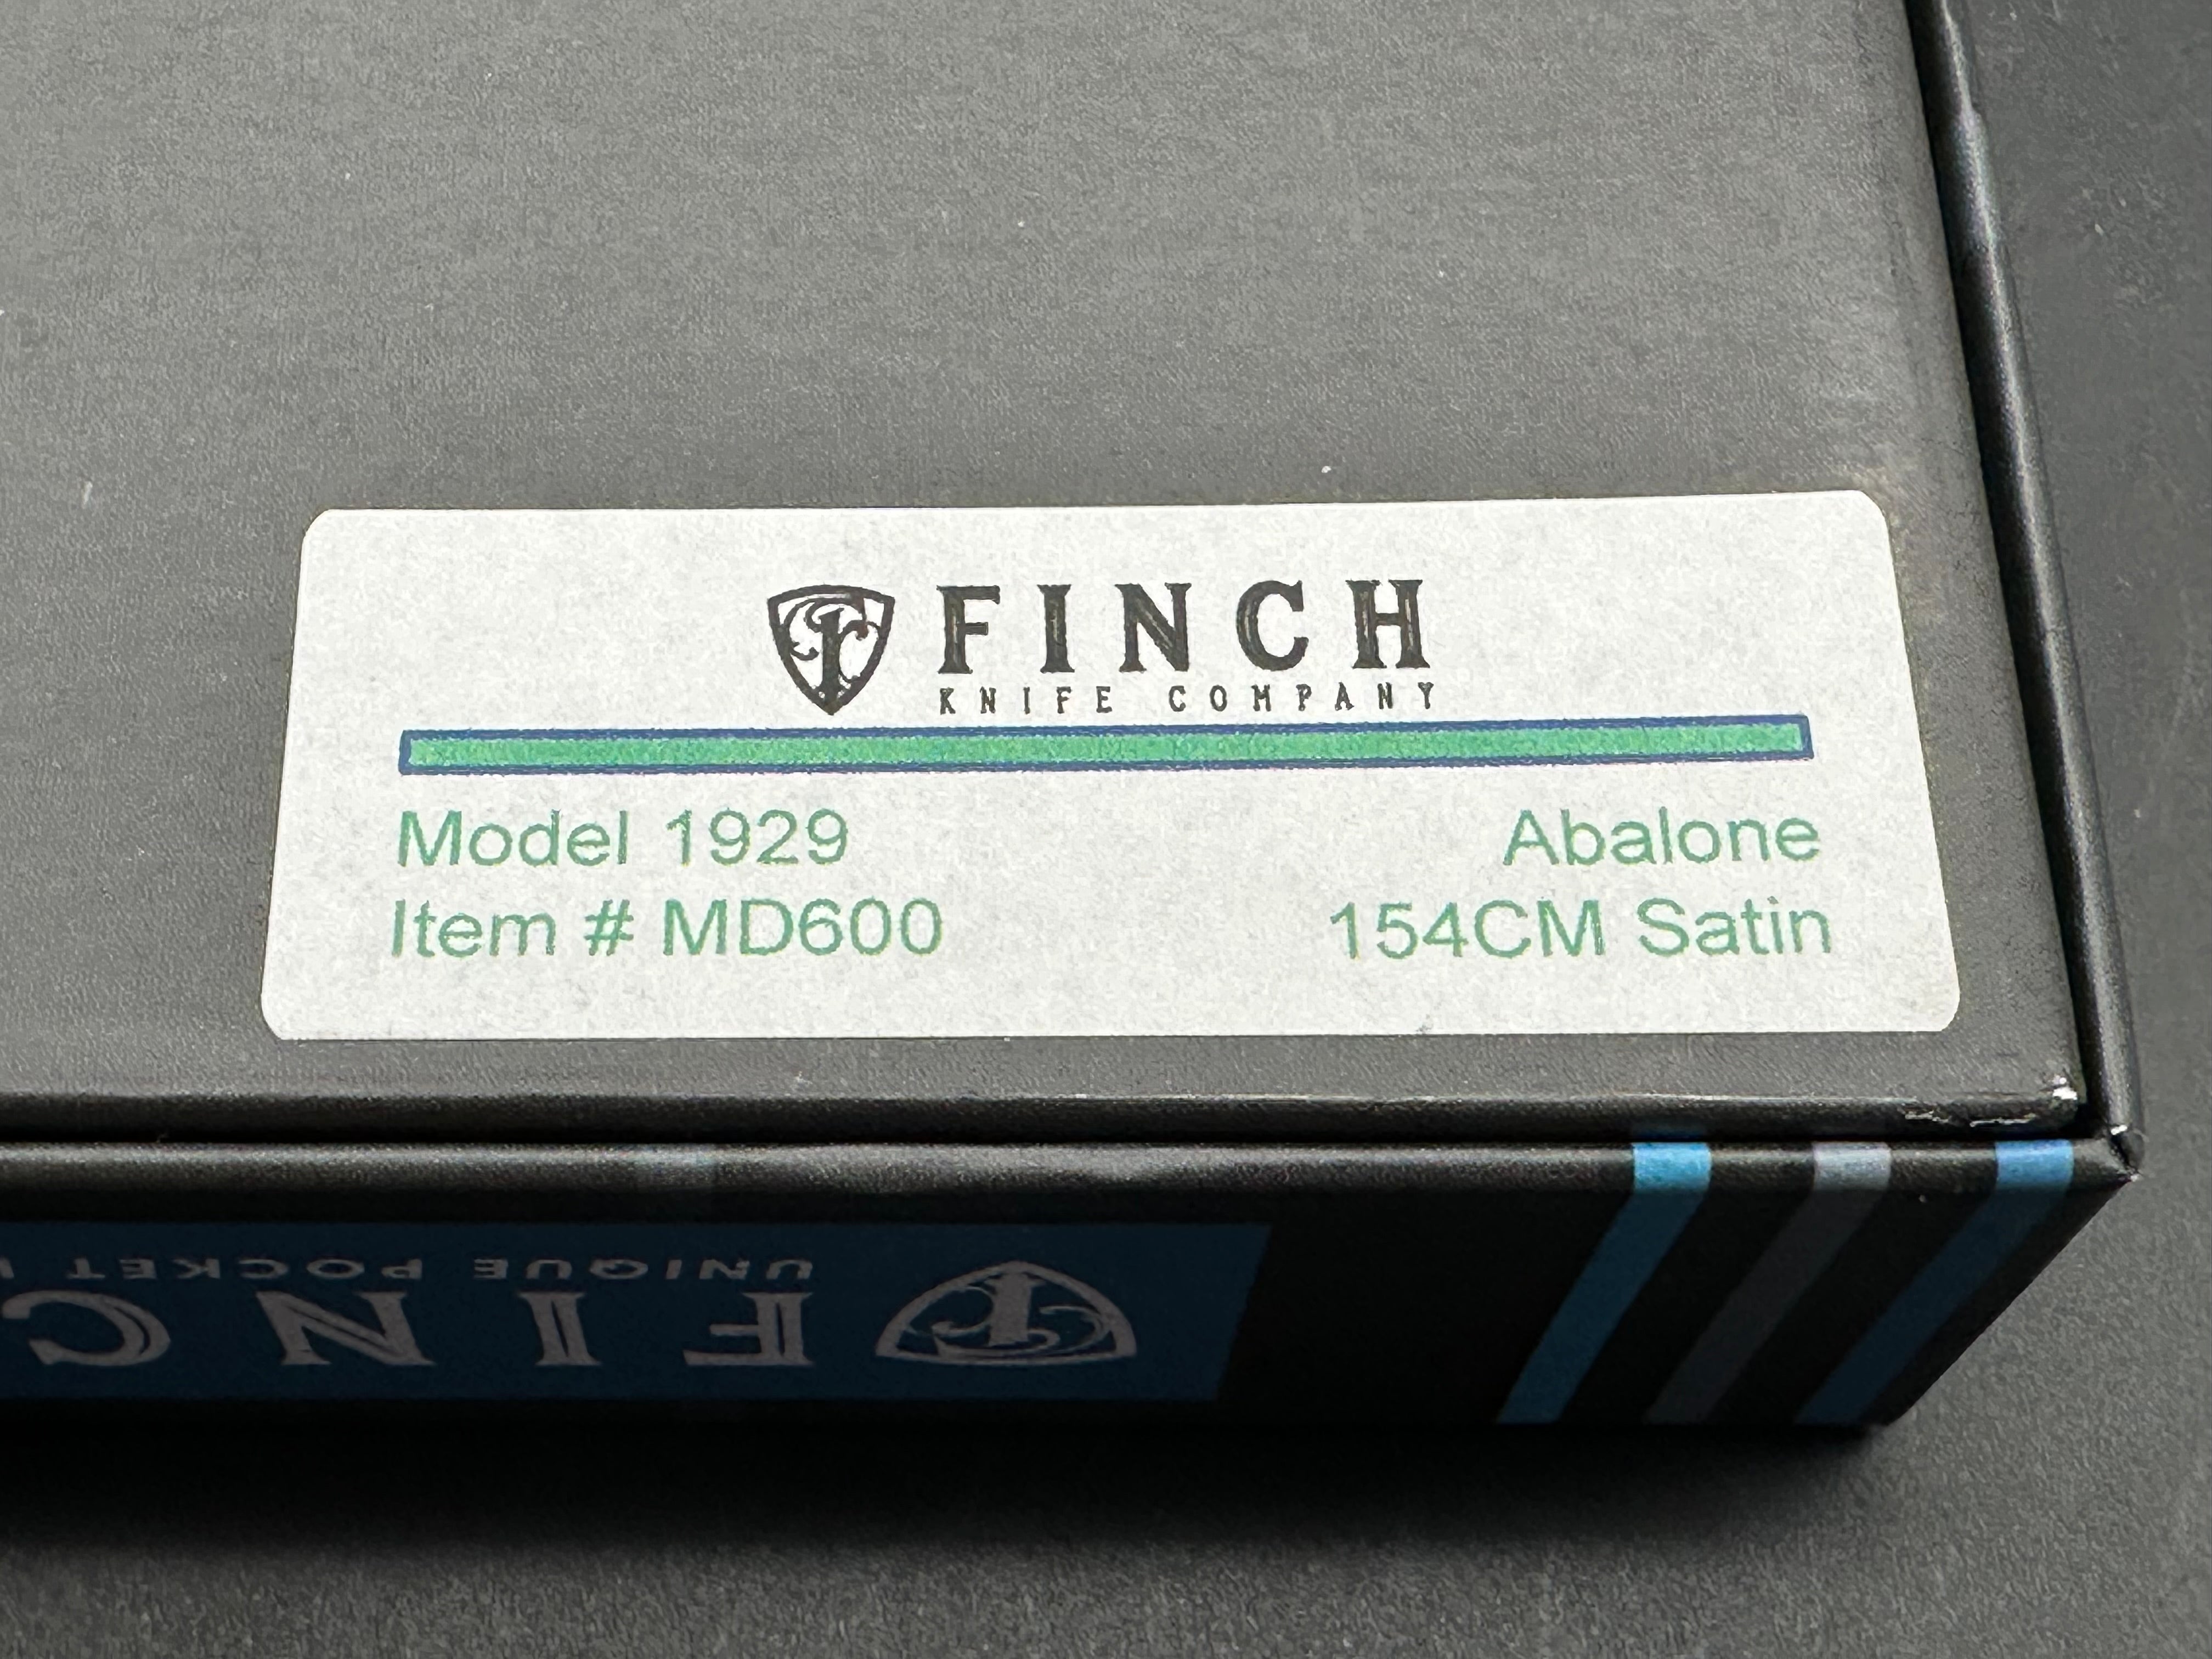 FINCH
KNIFE COMPANY
Model 1929
Abalone
Item # MD600
154CM Satin
UNIQUE POCKET
FINC